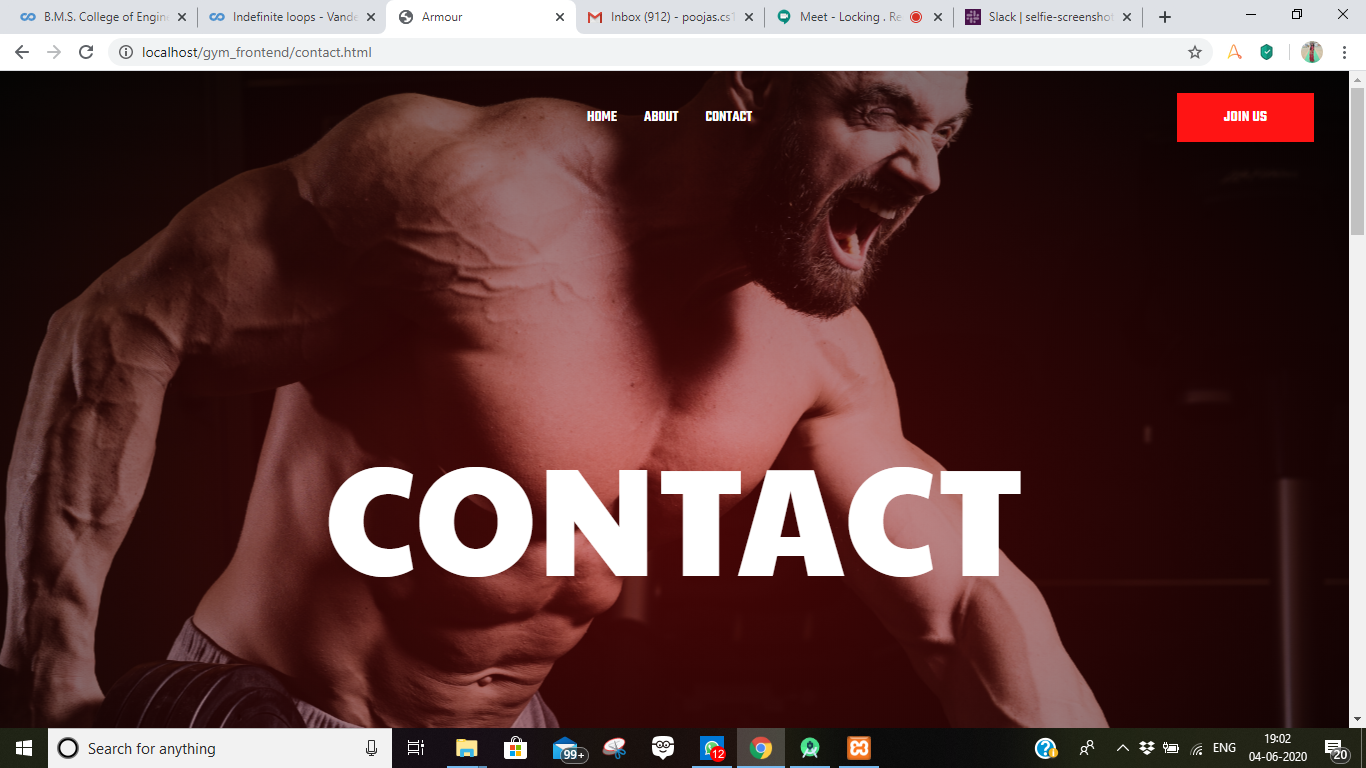 B.M.S. College of Engin
Indefinite loops - Vande
Armour
Inbox (912) - poojas.cs1
Meet - Locking . Re
Slack | selfie-screenshot
localhost/gym_frontend/contact.html
HOME ABOUT CONTACT JOIN US
CONTACT
Search for anything
99+
12
ENG
19:02
04-06-2020
20